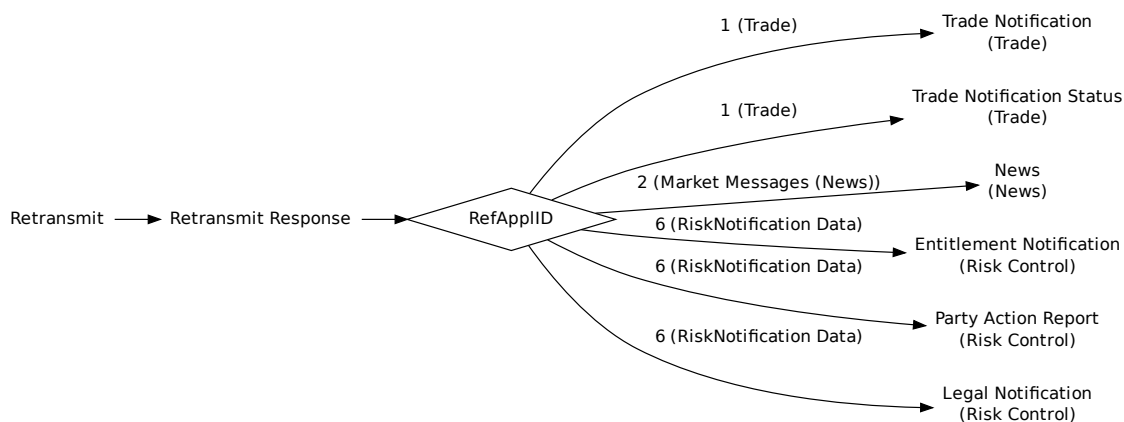 1 (Trade)
Trade Notification
(Trade)
1 (Trade)
Trade Notification Status
(Trade)
2 (Market Messages (News))
News
(News)
Retransmit
Retransmit Response
RefApplID
6 (RiskNotification Data)
Entitlement Notification
(Risk Control)
6 (RiskNotification Data)
Party Action Report
(Risk Control)
6 (RiskNotification Data)
Legal Notification
(Risk Control)